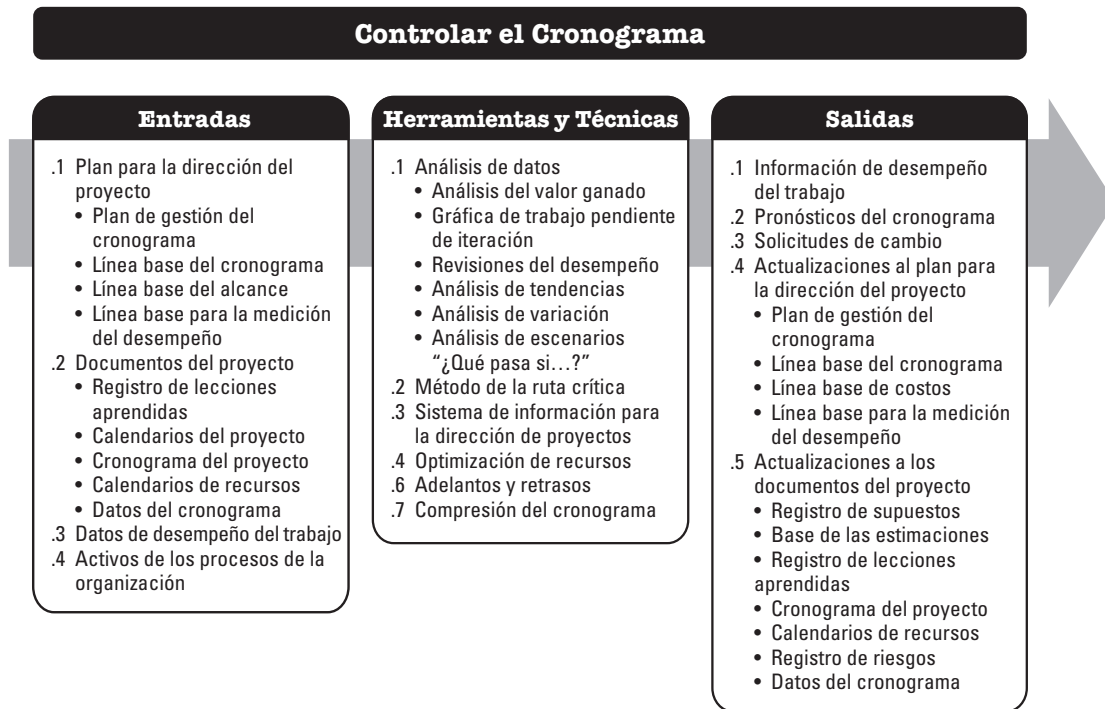 Controlar el Cronograma
Entradas
.1 Plan para la dirección del
proyecto
• Plan de gestión del
cronograma
• Línea base del cronograma
• Línea base del alcance
• Línea base para la medición
del desempeño
.2 Documentos del proyecto
• Registro de lecciones
aprendidas
• Calendarios del proyecto
• Cronograma del proyecto
• Calendarios de recursos
• Datos del cronograma
.3 Datos de desempeño del trabajo
.4 Activos de los procesos de la
organización
Herramientas y Técnicas
.1 Análisis de datos
• Análisis del valor ganado
• Gráfica de trabajo pendiente
de iteración
• Revisiones del desempeño
• Análisis de tendencias
• Análisis de variación
• Análisis de escenarios
“¿Qué pasa si…?”
.2 Método de la ruta crítica
.3 Sistema de información para
la dirección de proyectos
.4 Optimización de recursos
.6 Adelantos y retrasos
.7 Compresión del cronograma
Salidas
.1 Información de desempeño
del trabajo
.2 Pronósticos del cronograma
.3 Solicitudes de cambio
.4 Actualizaciones al plan para
la dirección del proyecto
• Plan de gestión del
cronograma
• Línea base del cronograma
• Línea base de costos
• Línea base para la medición
del desempeño
.5 Actualizaciones a los
documentos del proyecto
• Registro de supuestos
• Base de las estimaciones
• Registro de lecciones
aprendidas
• Cronograma del proyecto
• Calendarios de recursos
• Registro de riesgos
• Datos del cronograma